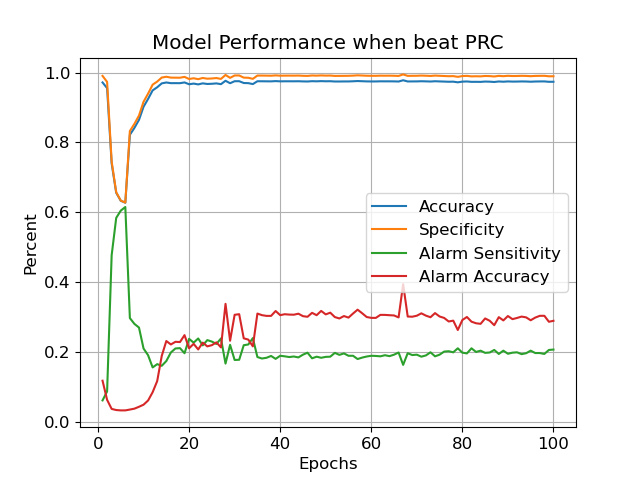 Model Performance when beat PRC
Percent
1.0
0.8
0.6
0.4
0.2
0.0
Accuracy
Specificity
Alarm Sensitivity
Alarm Accuracy
0 20 40 60 80 100
Epochs